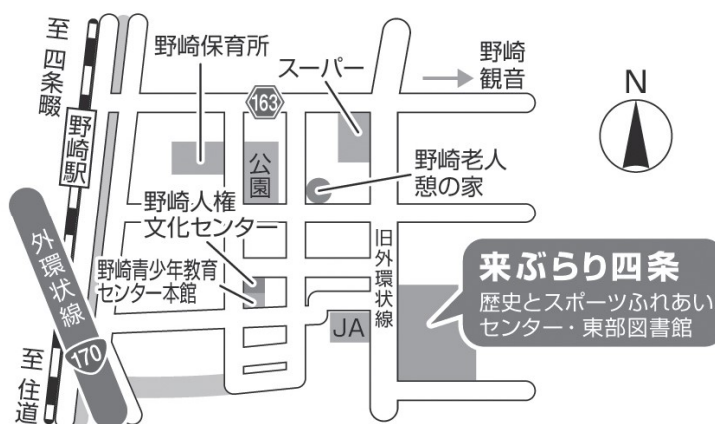 至 四条畷
野崎駅
外環状線
170
至 住道
野崎保育所
163
スーパー
野崎
観音
N
公園
野崎老人
憩の家
野崎人権
文化センター
野崎青少年教育
センター本館
旧外環状線
JA
来ぶらり四条
歴史とスポーツふれあい
センター・東部図書館